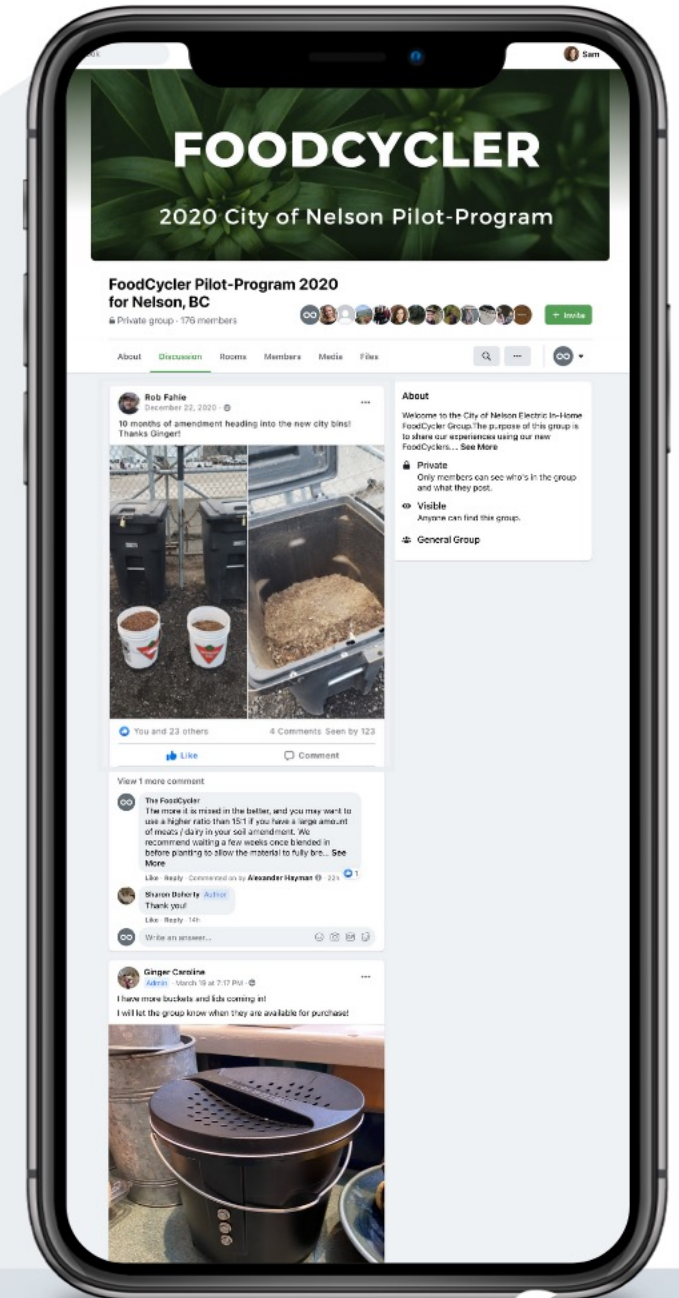 Sam
FOODCYCLER
2020 City of Nelson Pilot-Program
FoodCycler Pilot-Program 2020
for Nelson, BC
Private group · 176 members
+ Invite
About Discussion Rooms Members Media Files
Rob Fahie
December 22, 2020
10 months of amendment heading into the new city bins!
Thanks Ginger!
You and 23 others
4 Comments Seen by 123
Like
Comment
View 1 more comment
The FoodCycler
The more it is mixed in the better, and you may want to
use a higher ratio than 15:1 if you have a large amount
of meats / dairy in your soil amendment. We
recommend waiting a few weeks once blended in
before planting to allow the material to fully bre... See
More
Like · Reply · Commented on by Alexander Hayman · 22h
1
Sharon Doherty Author
Thank you!
Like · Reply · 14h
Write an answer...
Ginger Caroline
Admin · March 19 at 7:17 PM
I have more buckets and lids coming in!
I will let the group know when they are available for purchase!
About
Welcome to the City of Nelson Electric In-Home
FoodCycler Group.The purpose of this group is
to share our experiences using our new
FoodCyclers... See More
Private
Only members can see who's in the group
and what they post.
Visible
Anyone can find this group.
General Group